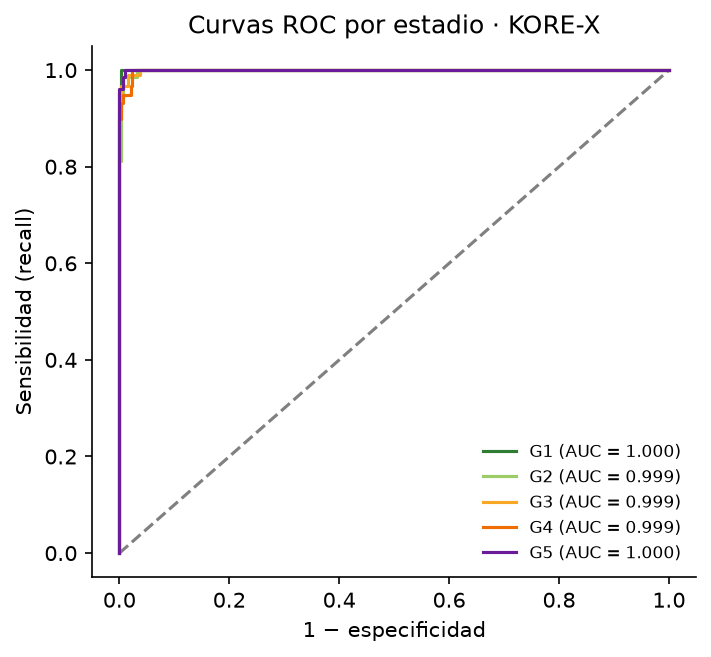 Curvas ROC por estadio · KORE-X
Sensibilidad (recall)
1.0
0.8
0.6
0.4
0.2
0.0
G1 (AUC = 1.000)
G2 (AUC = 0.999)
G3 (AUC = 0.999)
G4 (AUC = 0.999)
G5 (AUC = 1.000)
0.0 0.2 0.4 0.6 0.8 1.0
1 − especificidad